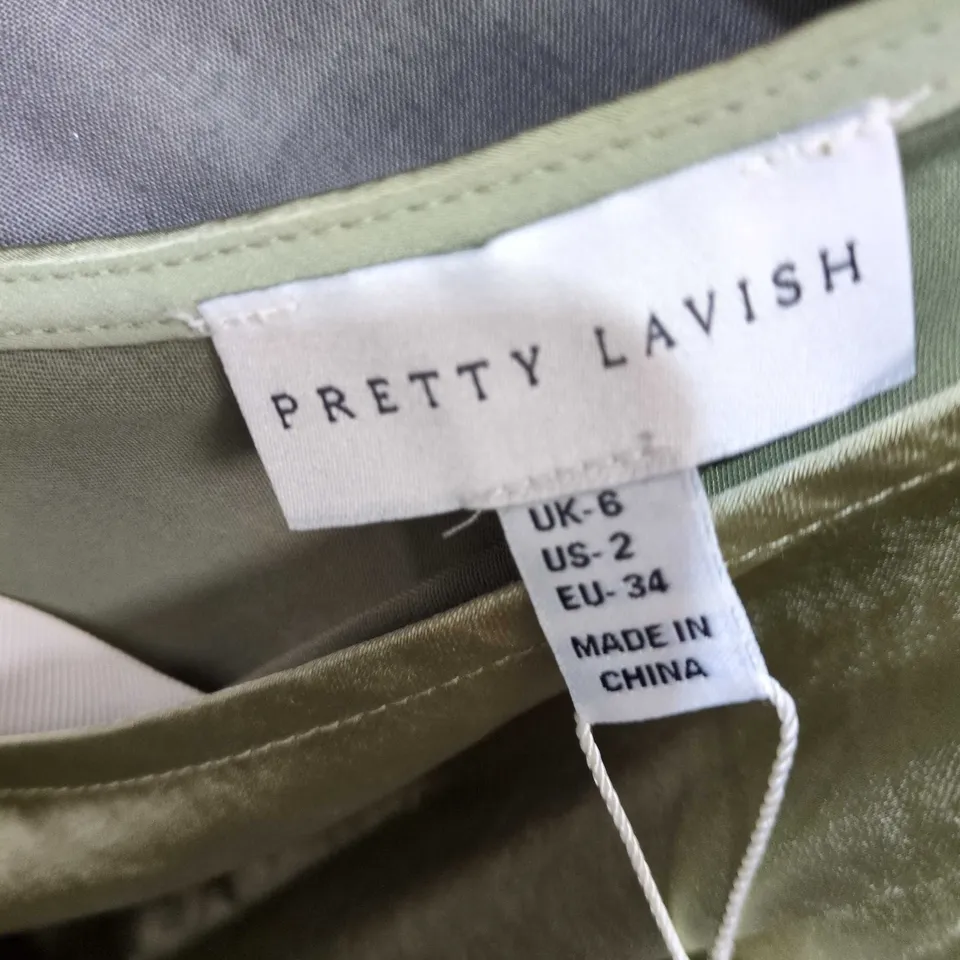 PRETTY LAVISH
UK-6
US-2
EU-34
MADE IN
CHINA